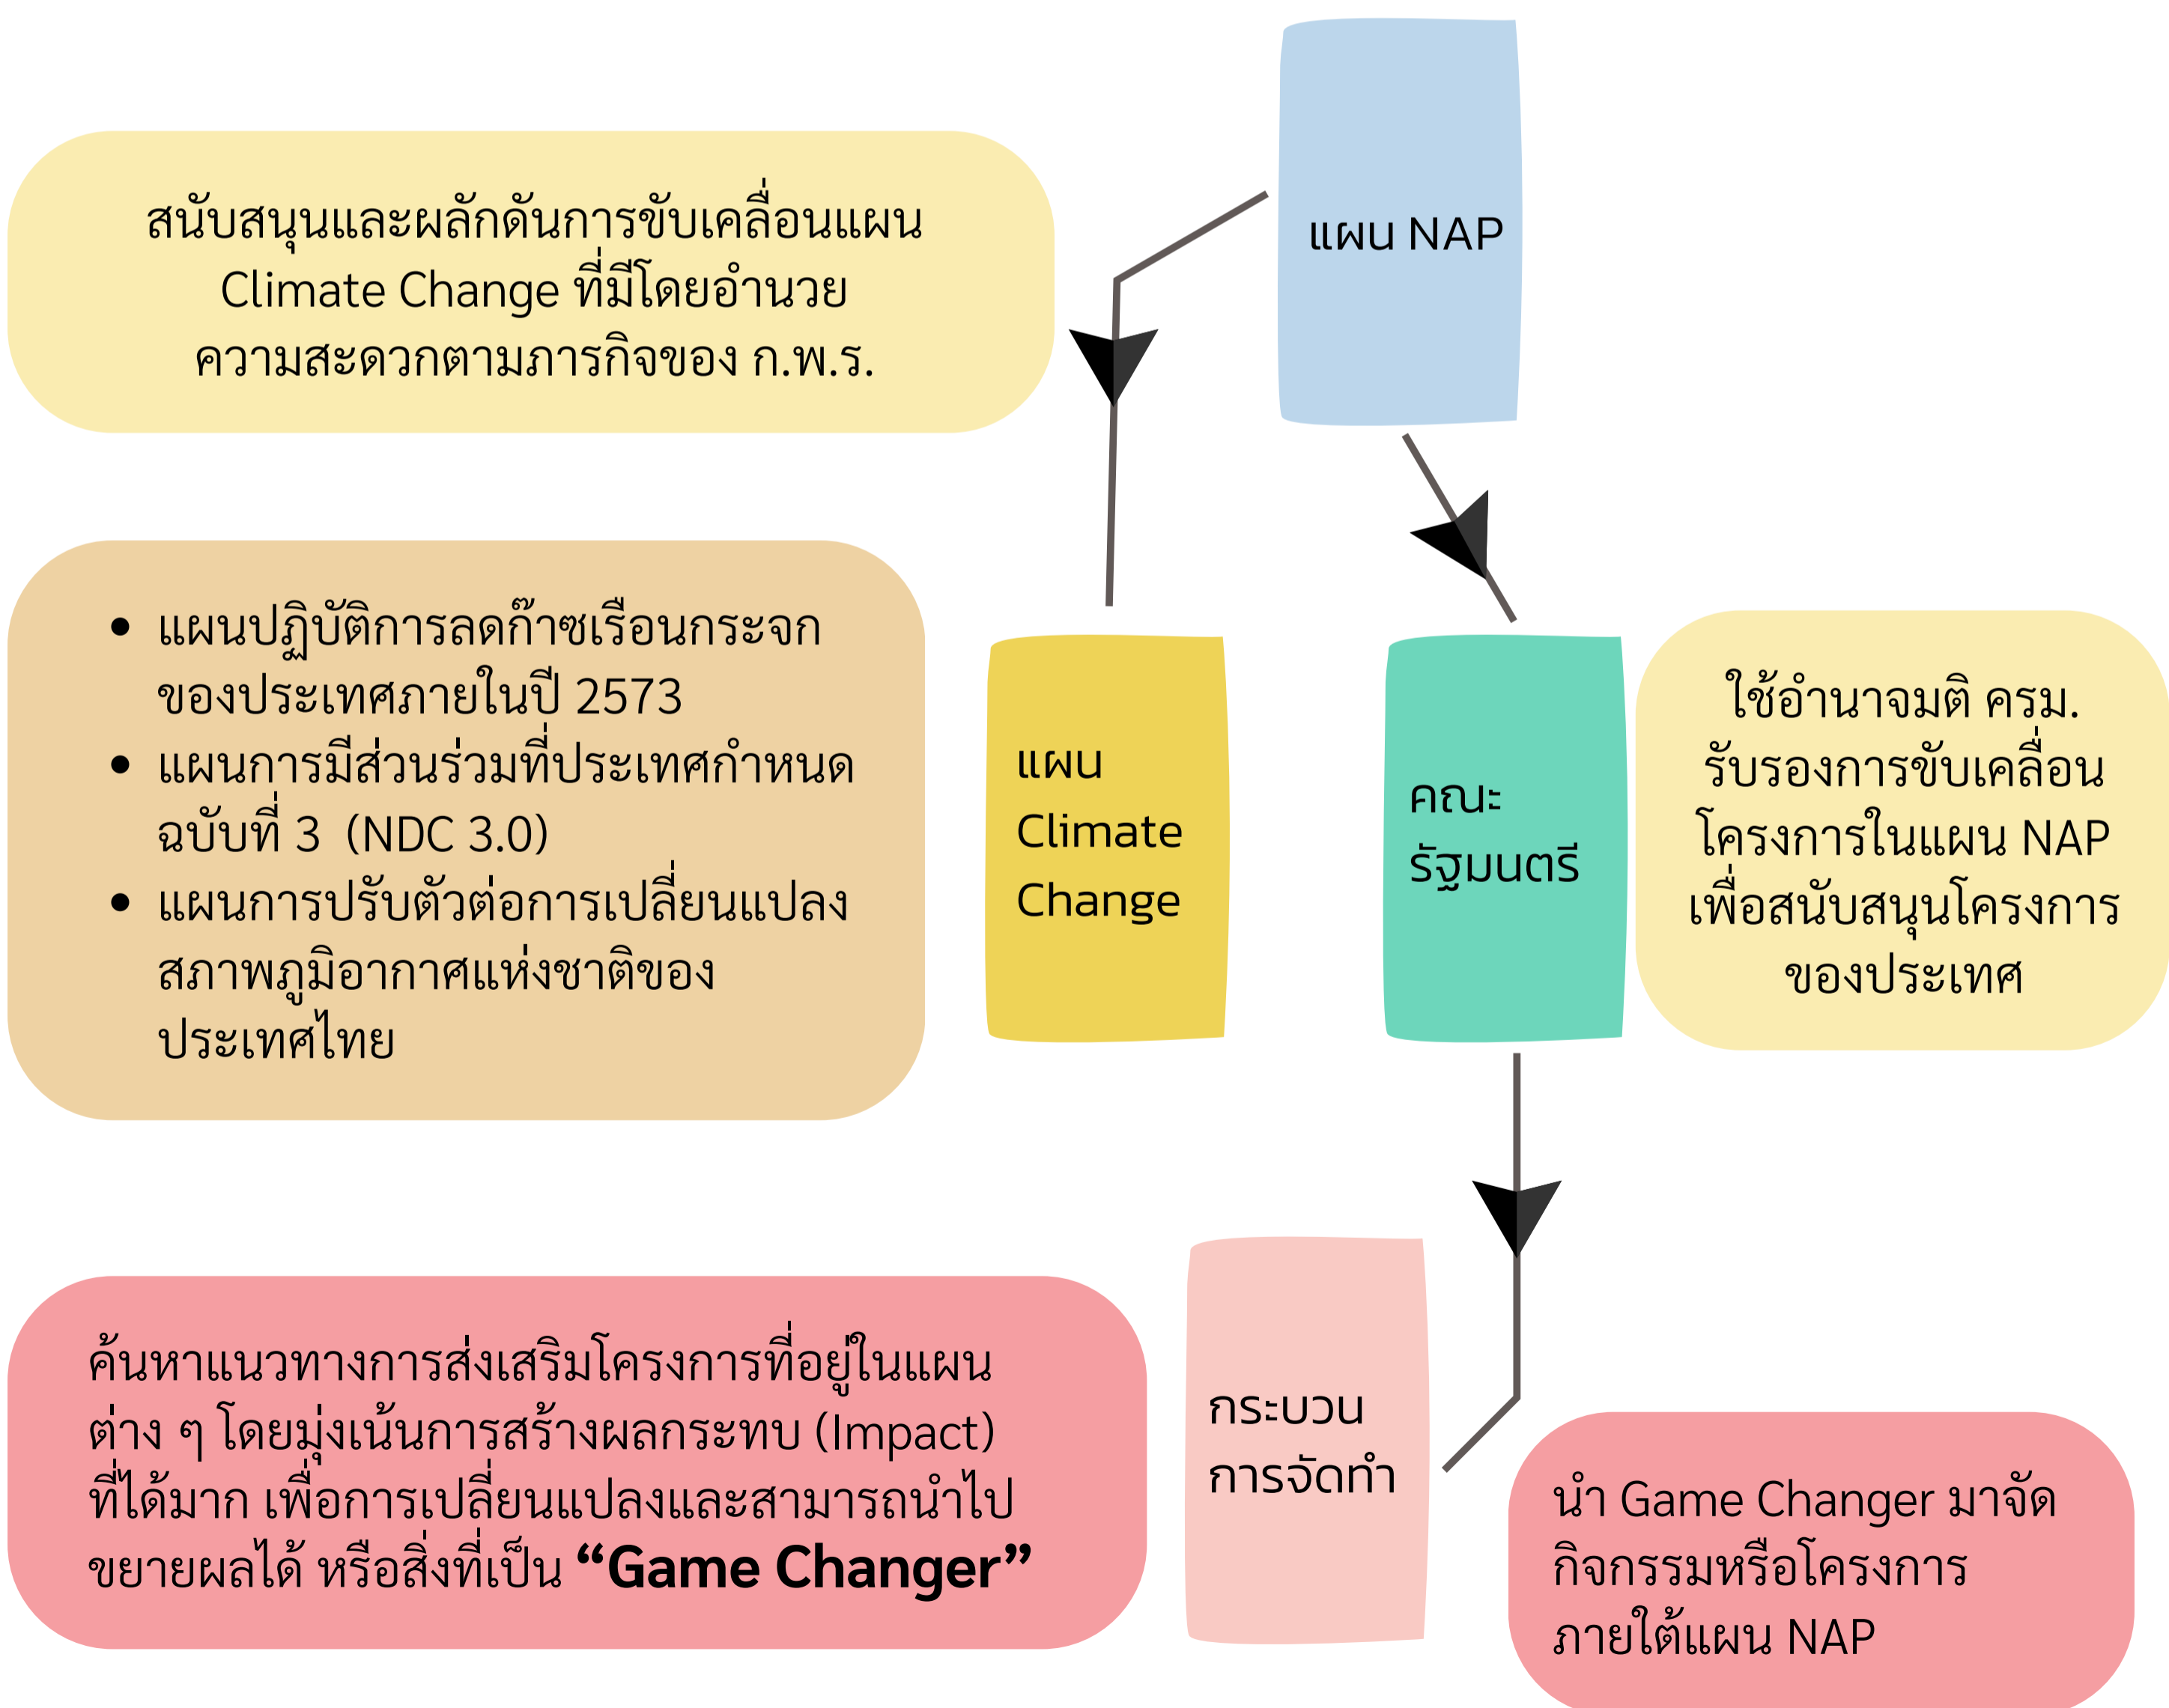 แผน NAP
สนับสนุนและผลักดันการขับเคลื่อนแผน
Climate Change ที่มีโดยอำนวย
ความสะดวกตามภารกิจของ ก.พ.ร.
• แผนปฏิบัติการลดก๊าซเรือนกระจก
ของประเทศภายในปี 2573
• แผนการมีส่วนร่วมที่ประเทศกำหนด
ฉบับที่ 3 (NDC 3.0)
• แผนการปรับตัวต่อการเปลี่ยนแปลง
สภาพภูมิอากาศแห่งชาติของ
ประเทศไทย
แผน
Climate
Change
คณะ
รัฐมนตรี
ใช้อำนาจมติ ครม.
รับรองการขับเคลื่อน
โครงการในแผน NAP
เพื่อสนับสนุนโครงการ
ของประเทศ
ค้นหาแนวทางการส่งเสริมโครงการที่อยู่ในแผน
ต่าง ๆ โดยมุ่งเน้นการสร้างผลกระทบ (Impact)
ที่ได้มาก เพื่อการเปลี่ยนแปลงและสามารถนำไป
ขยายผลได้ หรือสิ่งที่เป็น “Game Changer”
กระบวน
การจัดทำ
นำ Game Changer มาจัด
กิจกรรมหรือโครงการ
ภายใต้แผน NAP